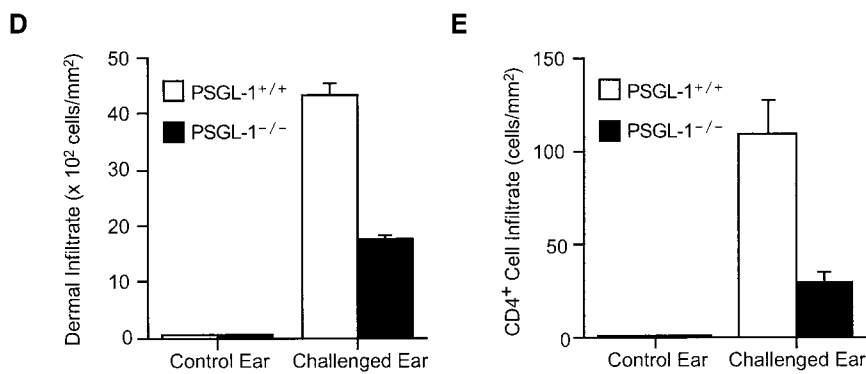 D
Dermal Infiltrate (x 10² cells/mm²)
50
40
30
20
10
0
PSGL-1+/+
PSGL-1−/−
Control Ear
Challenged Ear
E
CD4+ Cell Infiltrate (cells/mm²)
150
100
50
0
PSGL-1+/+
PSGL-1−/−
Control Ear
Challenged Ear